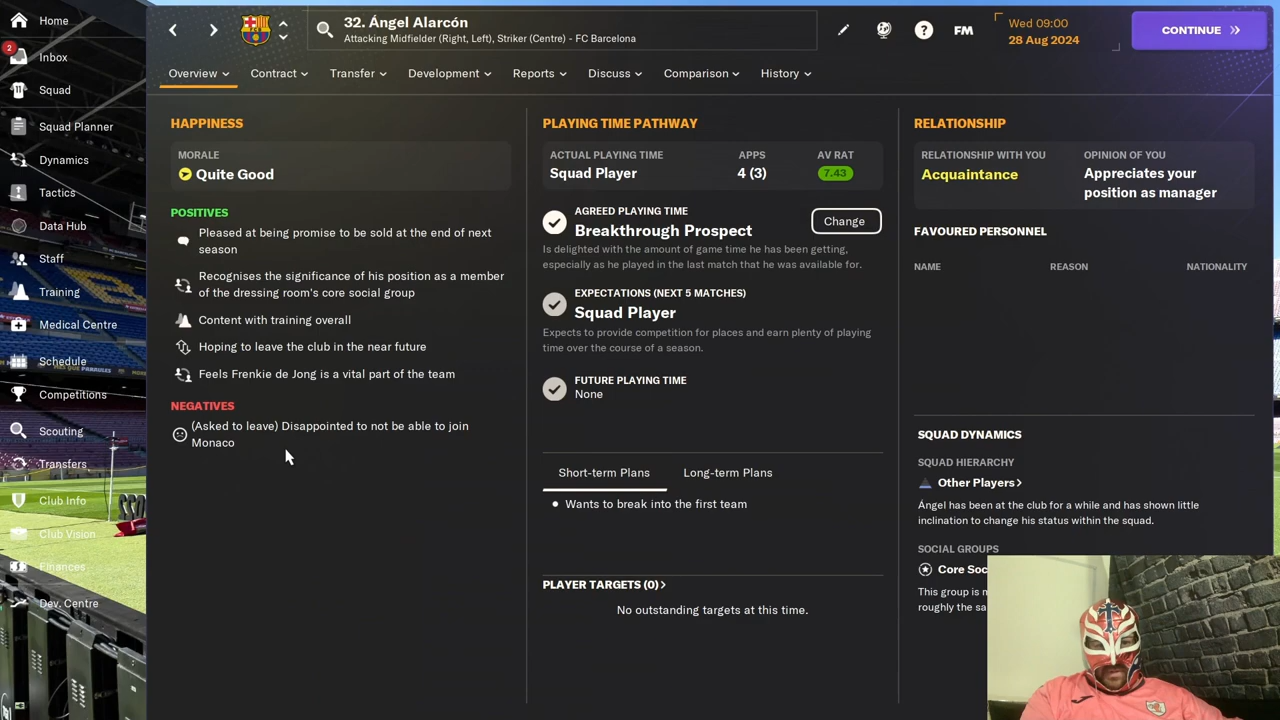 Home
2
Inbox
Squad
Squad Planner
Dynamics
Tactics
Data Hub
Staff
Training
Medical Centre
Schedule
Competitions
Scouting
Transfers
Club Info
Club Vision
Finances
Dev. Centre
32. Ángel Alarcón
Attacking Midfielder (Right, Left), Striker (Centre) - FC Barcelona
?
FM
Wed 09:00
28 Aug 2024
CONTINUE
Overview
Contract
Transfer
Development
Reports
Discuss
Comparison
History
HAPPINESS
MORALE
Quite Good
POSITIVES
Pleased at being promise to be sold at the end of next
season
Recognises the significance of his position as a member
of the dressing room's core social group
Content with training overall
Hoping to leave the club in the near future
Feels Frenkie de Jong is a vital part of the team
NEGATIVES
(Asked to leave) Disappointed to not be able to join
Monaco
PLAYING TIME PATHWAY
ACTUAL PLAYING TIME APPS AV RAT
Squad Player 4 (3) 7.43
AGREED PLAYING TIME
Breakthrough Prospect
Change
Is delighted with the amount of game time he has been getting,
especially as he played in the last match that he was available for.
EXPECTATIONS (NEXT 5 MATCHES)
Squad Player
Expects to provide competition for places and earn plenty of playing
time over the course of a season.
FUTURE PLAYING TIME
None
Short-term Plans Long-term Plans
Wants to break into the first team
PLAYER TARGETS (0)
No outstanding targets at this time.
RELATIONSHIP
RELATIONSHIP WITH YOU
Acquaintance
OPINION OF YOU
Appreciates your
position as manager
FAVOURED PERSONNEL
NAME REASON NATIONALITY
SQUAD DYNAMICS
SQUAD HIERARCHY
Other Players
Ángel has been at the club for a while and has shown little
inclination to change his status within the squad.
SOCIAL GROUPS
Core Soc
This group is
roughly the sa